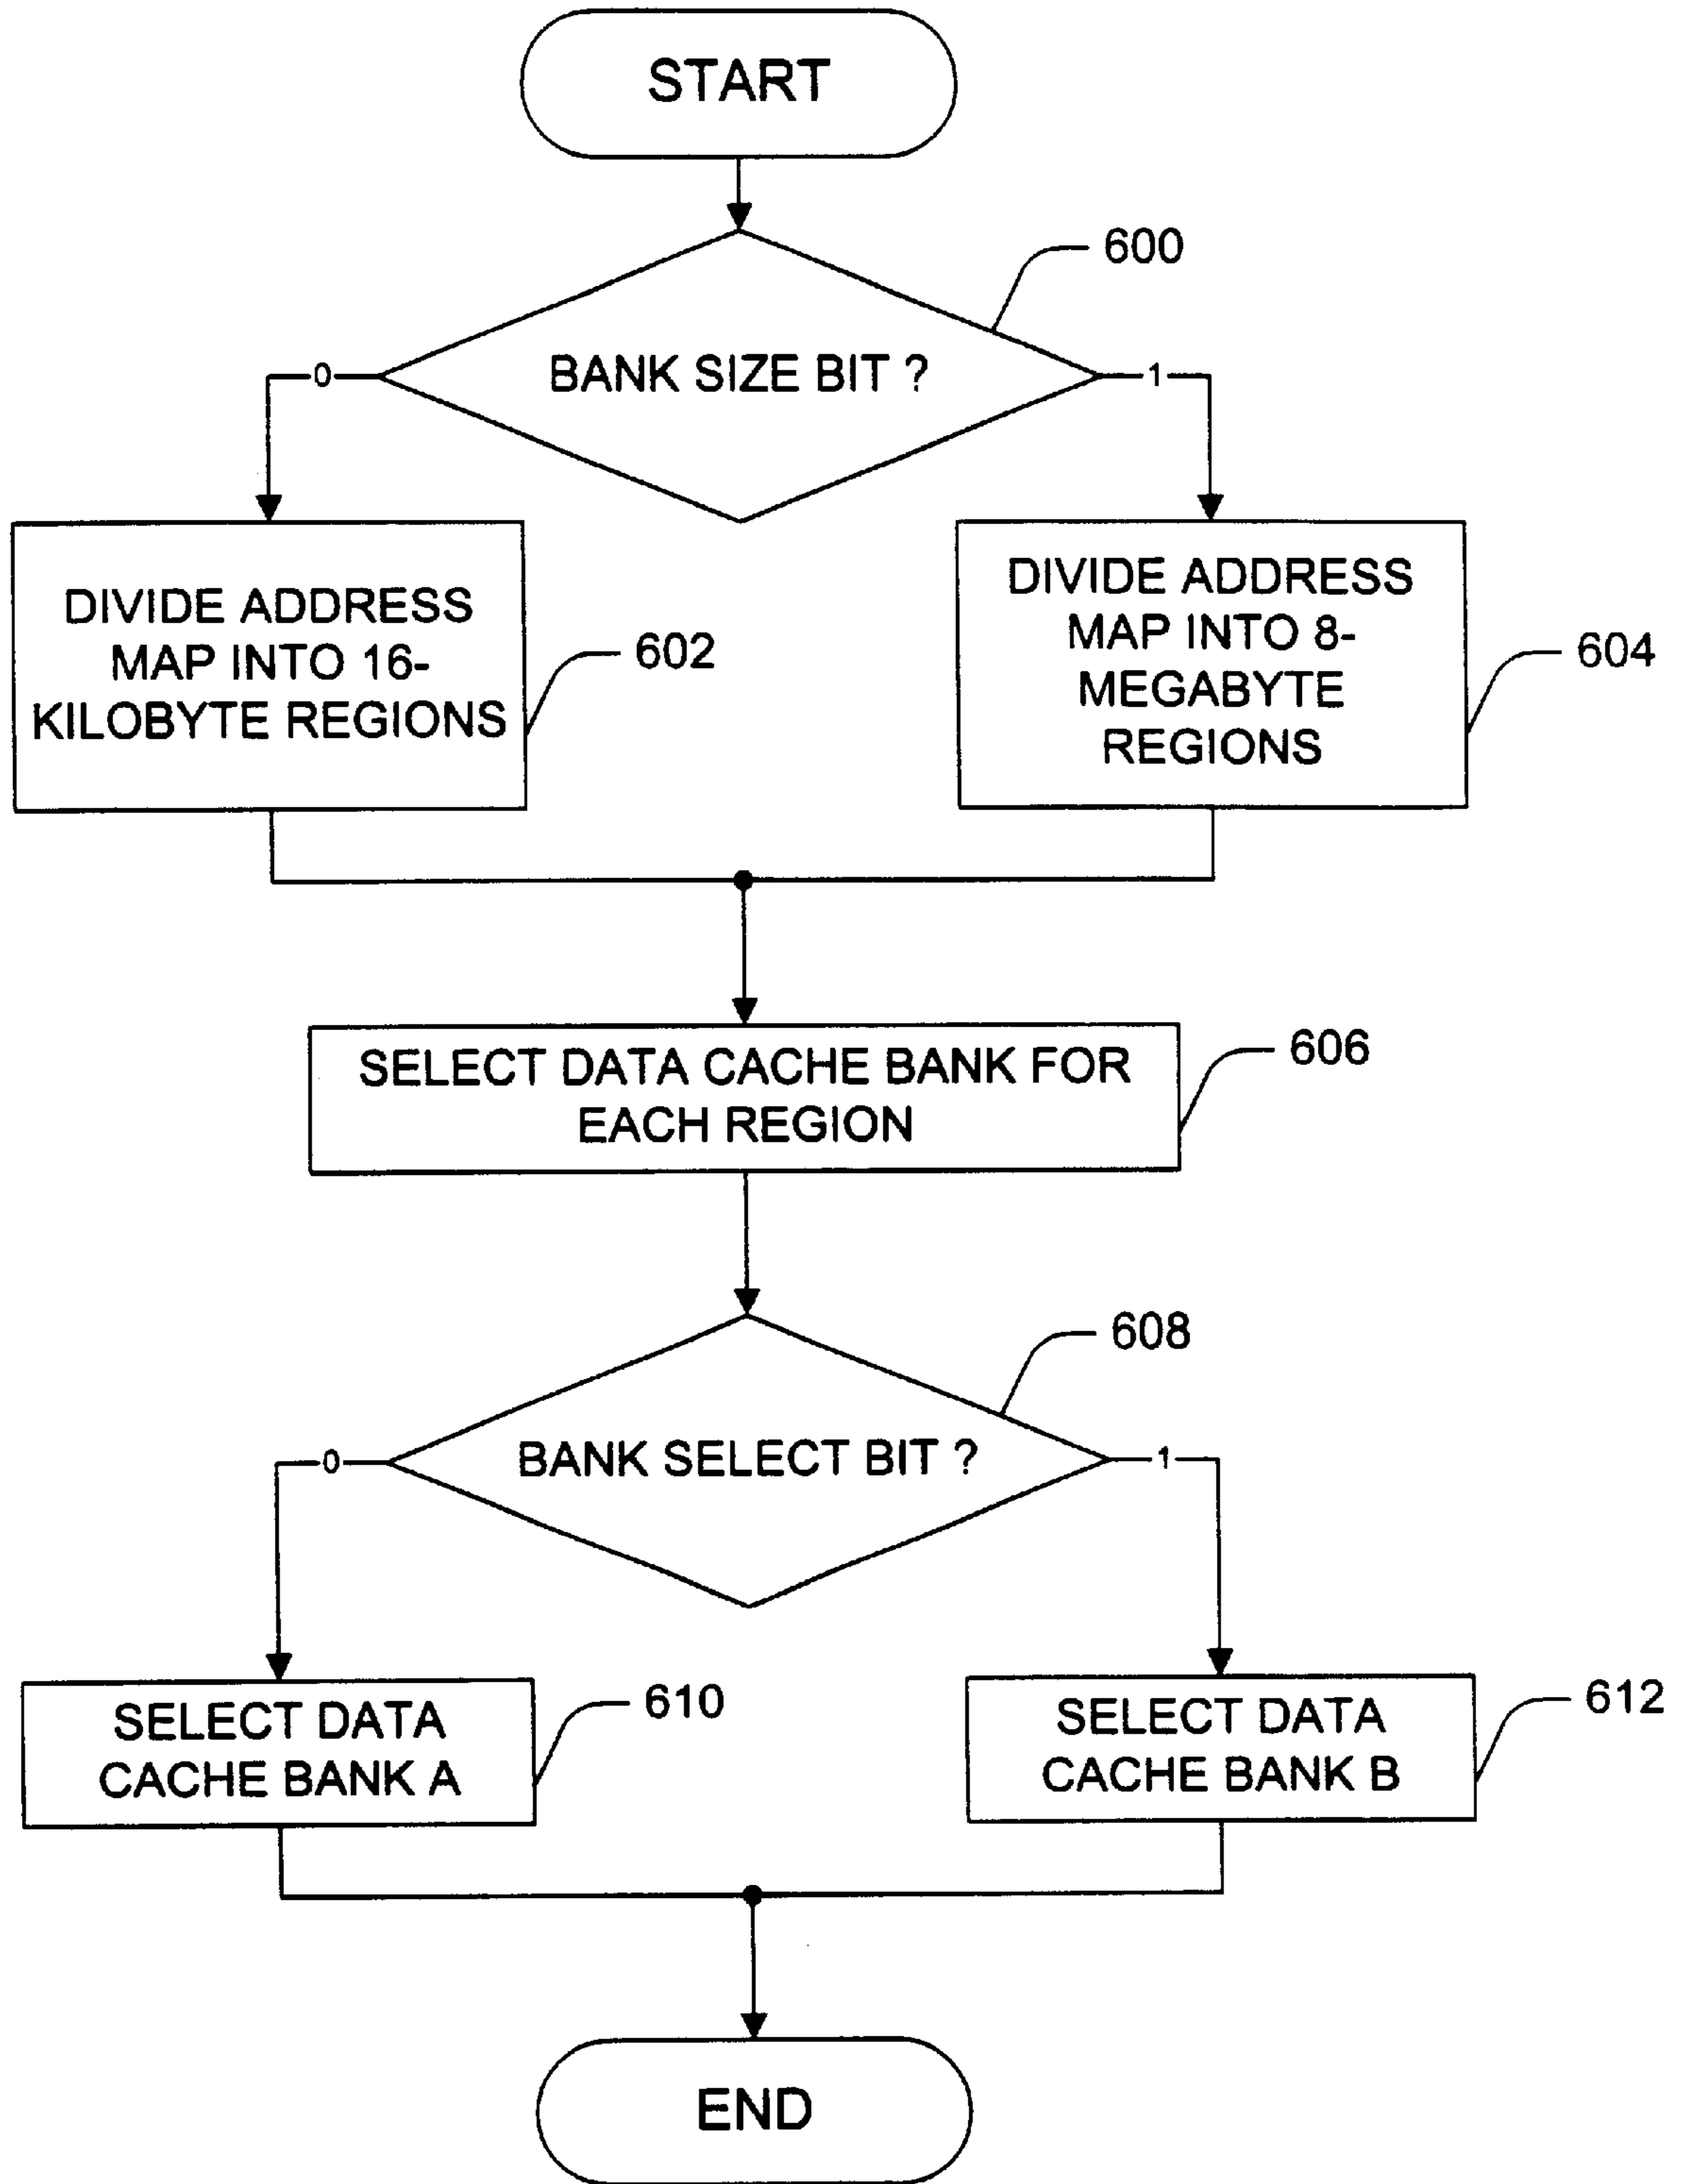 START
600
BANK SIZE BIT ?
0
1
DIVIDE ADDRESS
MAP INTO 16-
KILOBYTE REGIONS
602
DIVIDE ADDRESS
MAP INTO 8-
MEGABYTE
REGIONS
604
SELECT DATA CACHE BANK FOR
EACH REGION
606
608
BANK SELECT BIT ?
0
1
SELECT DATA
CACHE BANK A
610
SELECT DATA
CACHE BANK B
612
END